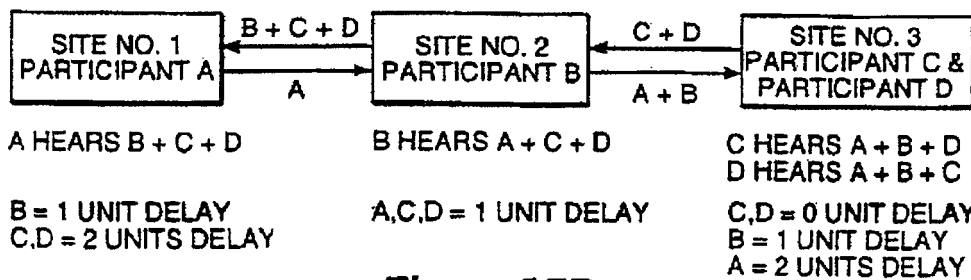 SITE NO. 1
PARTICIPANT A
B + C + D
A
SITE NO. 2
PARTICIPANT B
C + D
A + B
SITE NO. 3
PARTICIPANT C &
PARTICIPANT D
A HEARS B + C + D
B HEARS A + C + D
C HEARS A + B + D
D HEARS A + B + C
B = 1 UNIT DELAY
C,D = 2 UNITS DELAY
A,C,D = 1 UNIT DELAY
C,D = 0 UNIT DELAY
B = 1 UNIT DELAY
A = 2 UNITS DELAY